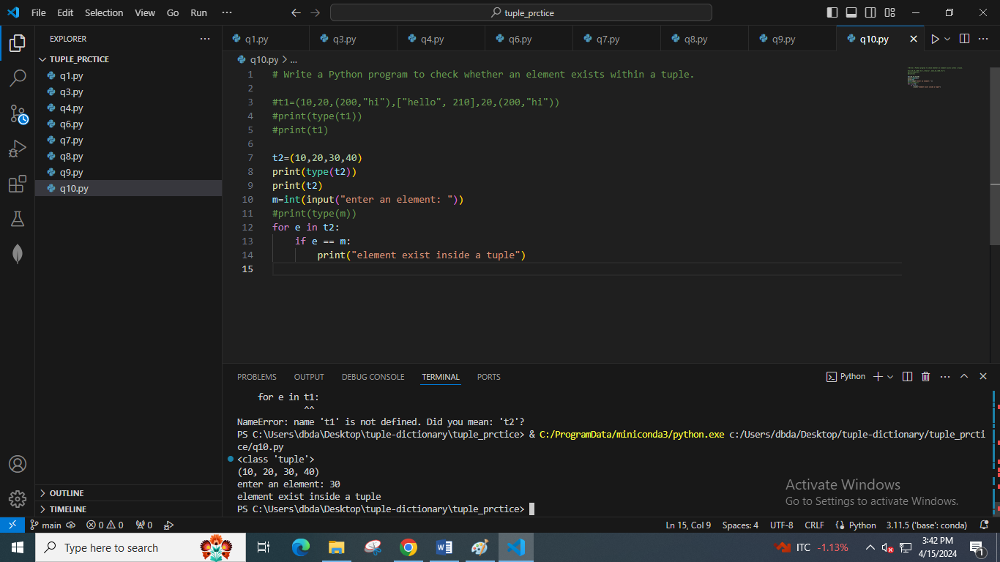 File Edit Selection View Go Run ···
tuple_prctice
EXPLORER ···
TUPLE_PRCTICE
q1.py
q3.py
q4.py
q6.py
q7.py
q8.py
q9.py
q10.py
OUTLINE
TIMELINE
q1.py q3.py q4.py q6.py q7.py q8.py q9.py q10.py
q10.py > ...
1 # Write a Python program to check whether an element exists within a tuple.
2
3 #t1=(10,20,(200,"hi"),["hello", 210],20,(200,"hi"))
4 #print(type(t1))
5 #print(t1)
6
7 t2=(10,20,30,40)
8 print(type(t2))
9 print(t2)
10 m=int(input("enter an element: "))
11 #print(type(m))
12 for e in t2:
13     if e == m:
14         print("element exist inside a tuple")
15
PROBLEMS OUTPUT DEBUG CONSOLE TERMINAL PORTS
Python
for e in t1:
^^
NameError: name 't1' is not defined. Did you mean: 't2'?
PS C:\Users\dbda\Desktop\tuple-dictionary\tuple_prctice> & C:/ProgramData/miniconda3/python.exe c:/Users/dbda/Desktop/tuple-dictionary/tuple_prcti
ce/q10.py
<class 'tuple'>
(10, 20, 30, 40)
enter an element: 30
element exist inside a tuple
PS C:\Users\dbda\Desktop\tuple-dictionary\tuple_prctice>
Activate Windows
Go to Settings to activate Windows.
main 0 0 0 Ln 15, Col 9 Spaces: 4 UTF-8 CRLF Python 3.11.5 ('base': conda)
Type here to search
ITC -1.13%
3:42 PM
4/15/2024
1